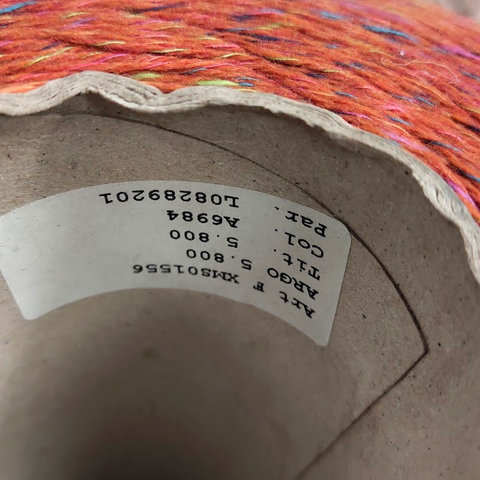 Art F XMS01556
ARGO 5.800
Tit. 5.800
Col. A6984
Par. L08289201